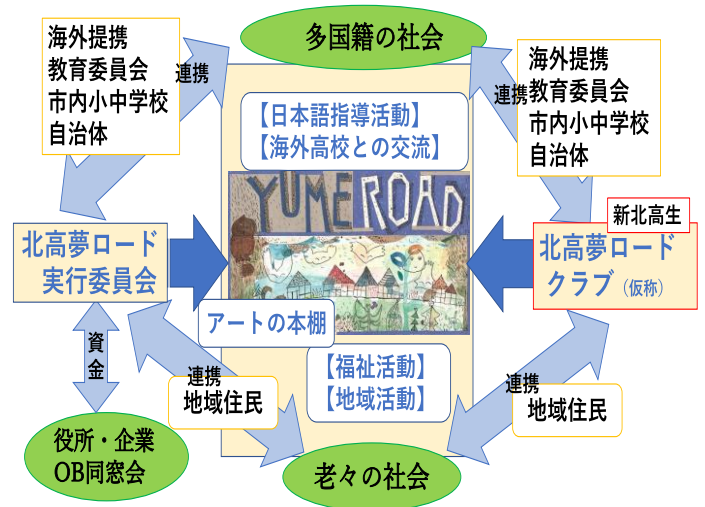 多国籍の社会
海外提携
教育委員会
市内小中学校
自治体
連携
連携
海外提携
教育委員会
市内小中学校
自治体
【日本語指導活動】
【海外高校との交流】
YUME ROAD
新北高生
北高夢ロード
実行委員会
北高夢ロード
クラブ（仮称）
アートの本棚
資金
【福祉活動】
【地域活動】
連携
地域住民
連携
地域住民
役所・企業
OB同窓会
老々の社会